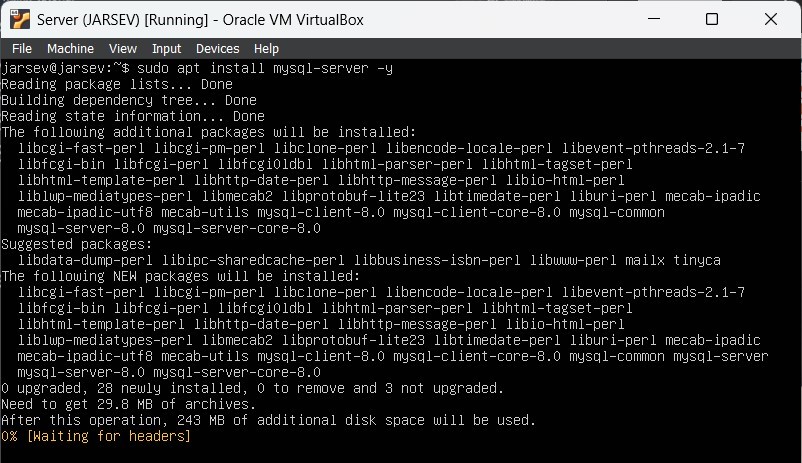 Server (JARSEV) [Running] - Oracle VM VirtualBox
File Machine View Input Devices Help
jarsev@jarsev:~$ sudo apt install mysql-server -y
Reading package lists... Done
Building dependency tree... Done
Reading state information... Done
The following additional packages will be installed:
  libcgi-fast-perl libcgi-pm-perl libclone-perl libencode-locale-perl libevent-pthreads-2.1-7
  libfcgi-bin libfcgi-perl libfcgi0ldbl libhtml-parser-perl libhtml-tagset-perl
  libhtml-template-perl libhttp-date-perl libhttp-message-perl libio-html-perl
  liblwp-mediatypes-perl libmecab2 libprotobuf-lite23 libtimedate-perl liburi-perl mecab-ipadic
  mecab-ipadic-utf8 mecab-utils mysql-client-8.0 mysql-client-core-8.0 mysql-common
  mysql-server-8.0 mysql-server-core-8.0
Suggested packages:
  libdata-dump-perl libipc-sharedcache-perl libbusiness-isbn-perl libwww-perl mailx tinyca
The following NEW packages will be installed:
  libcgi-fast-perl libcgi-pm-perl libclone-perl libencode-locale-perl libevent-pthreads-2.1-7
  libfcgi-bin libfcgi-perl libfcgi0ldbl libhtml-parser-perl libhtml-tagset-perl
  libhtml-template-perl libhttp-date-perl libhttp-message-perl libio-html-perl
  liblwp-mediatypes-perl libmecab2 libprotobuf-lite23 libtimedate-perl liburi-perl mecab-ipadic
  mecab-ipadic-utf8 mecab-utils mysql-client-8.0 mysql-client-core-8.0 mysql-common mysql-server
  mysql-server-8.0 mysql-server-core-8.0
0 upgraded, 28 newly installed, 0 to remove and 3 not upgraded.
Need to get 29.8 MB of archives.
After this operation, 243 MB of additional disk space will be used.
0% [Waiting for headers]